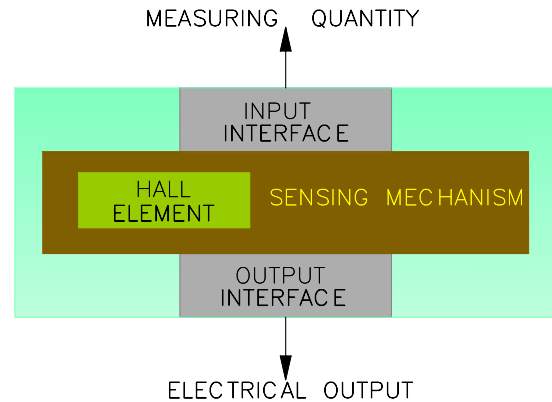 MEASURING QUANTITY
INPUT
INTERFACE
HALL
ELEMENT
SENSING MECHANISM
OUTPUT
INTERFACE
ELECTRICAL OUTPUT